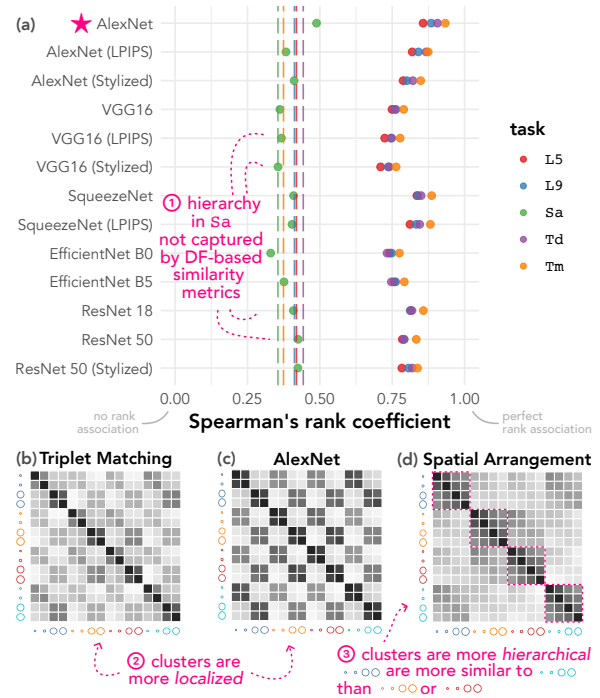 (a)
AlexNet
AlexNet (LPIPS)
AlexNet (Stylized)
VGG16
VGG16 (LPIPS)
VGG16 (Stylized)
SqueezeNet
SqueezeNet (LPIPS)
EfficientNet B0
EfficientNet B5
ResNet 18
ResNet 50
ResNet 50 (Stylized)
1 hierarchy
in Sa
not captured
by DF-based
similarity
metrics
task
L5
L9
Sa
Td
Tm
0.00 0.25 0.50 0.75 1.00
no rank
association
Spearman's rank coefficient
perfect
rank association
(b) Triplet Matching
(c) AlexNet
(d) Spatial Arrangement
2 clusters are
more localized
3 clusters are more hierarchical
are more similar to
than or